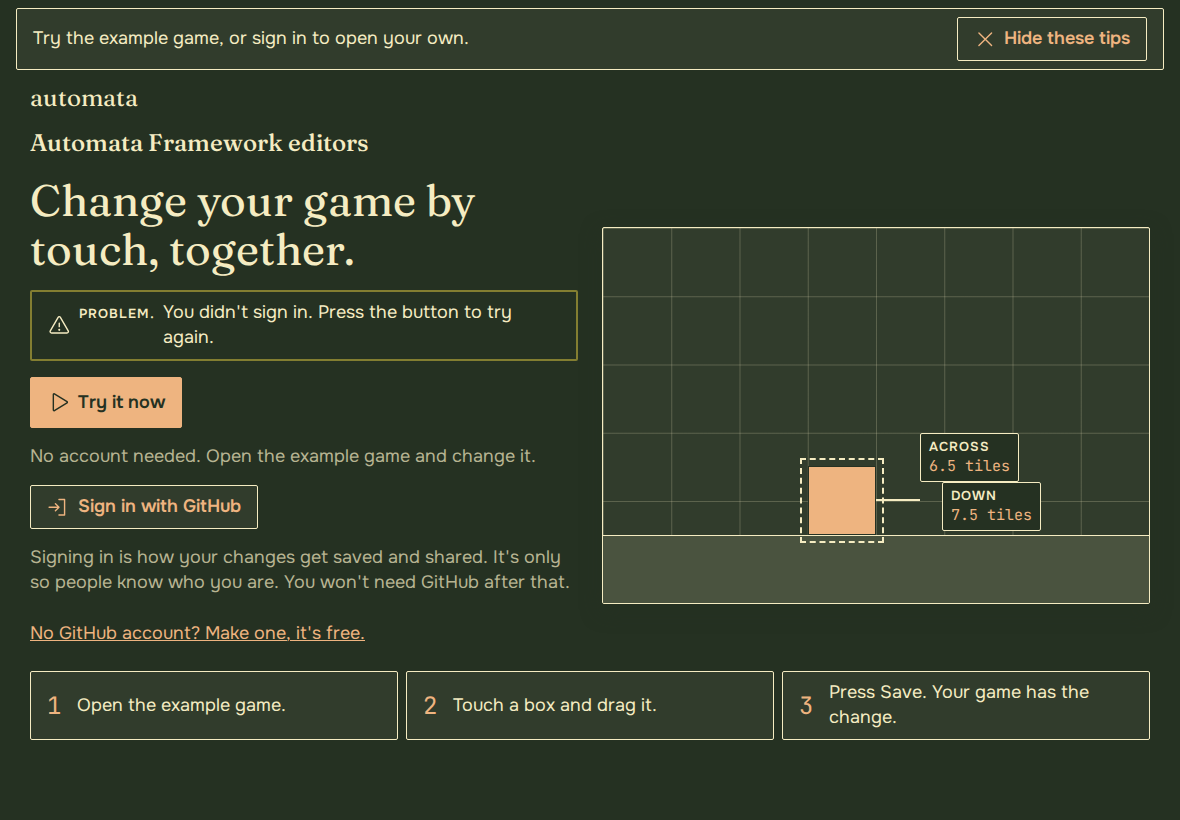 Try the example game, or sign in to open your own.
Hide these tips
automata
Automata Framework editors
Change your game by
touch, together.
PROBLEM. You didn't sign in. Press the button to try
again.
Try it now
No account needed. Open the example game and change it.
Sign in with GitHub
Signing in is how your changes get saved and shared. It's only
so people know who you are. You won't need GitHub after that.
No GitHub account? Make one, it's free.
ACROSS
6.5 tiles
DOWN
7.5 tiles
1 Open the example game.
2 Touch a box and drag it.
3 Press Save. Your game has the
change.